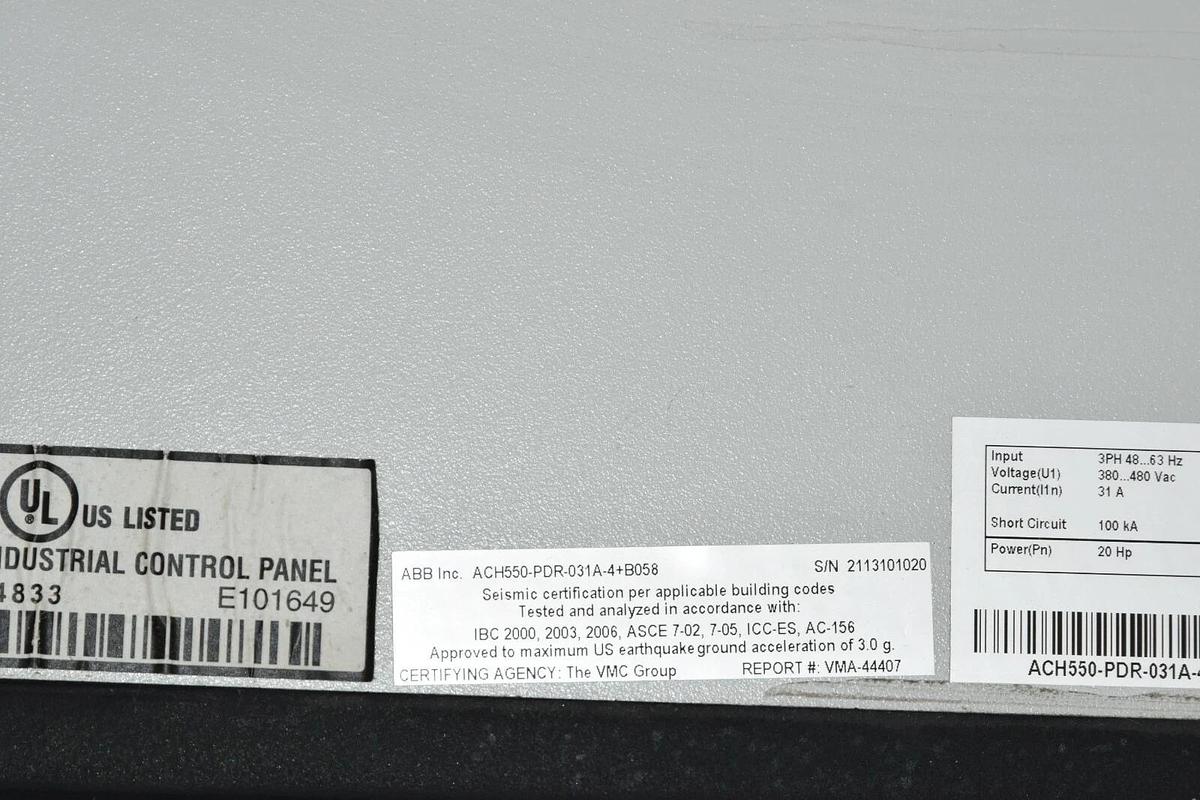 UL
®
US LISTED
NDUSTRIAL CONTROL PANEL
4833
E101649
ABB Inc. ACH550-PDR-031A-4+B058 S/N 2113101020
Seismic certification per applicable building codes
Tested and analyzed in accordance with:
IBC 2000, 2003, 2006, ASCE 7-02, 7-05, ICC-ES, AC-156
Approved to maximum US earthquake ground acceleration of 3.0 g.
CERTIFYING AGENCY: The VMC Group REPORT #: VMA-44407
Input 3PH 48...63 Hz
Voltage(U1) 380...480 Vac
Current(I1n) 31 A
Short Circuit 100 kA
Power(Pn) 20 Hp
ACH550-PDR-031A-4